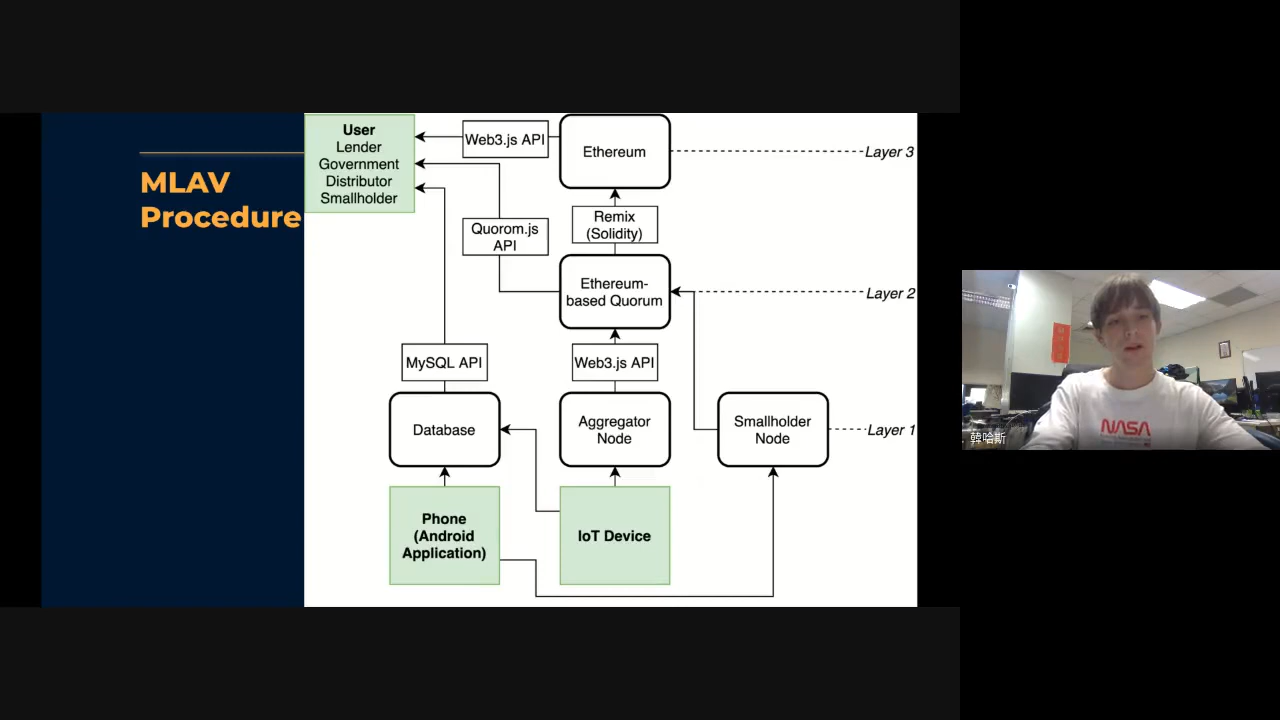 MLAV
Procedure
User
Lender
Government
Distributor
Smallholder
Web3.js API
Ethereum
Layer 3
Quorom.js
API
Remix
(Solidity)
Ethereum-
based Quorum
Layer 2
MySQL API
Web3.js API
Database
Aggregator
Node
Smallholder
Node
Layer 1
Phone
(Android
Application)
IoT Device
NASA
韓哈斯